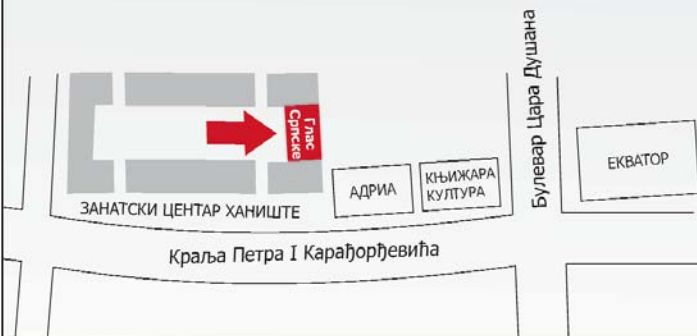 Булевар Цара Душана
Глас
Српске
АДРИА
КЊИЖАРА
КУЛТУРА
ЕКВАТОР
ЗАНАТСКИ ЦЕНТАР ХАНИШТЕ
Краља Петра I Карађорђевића